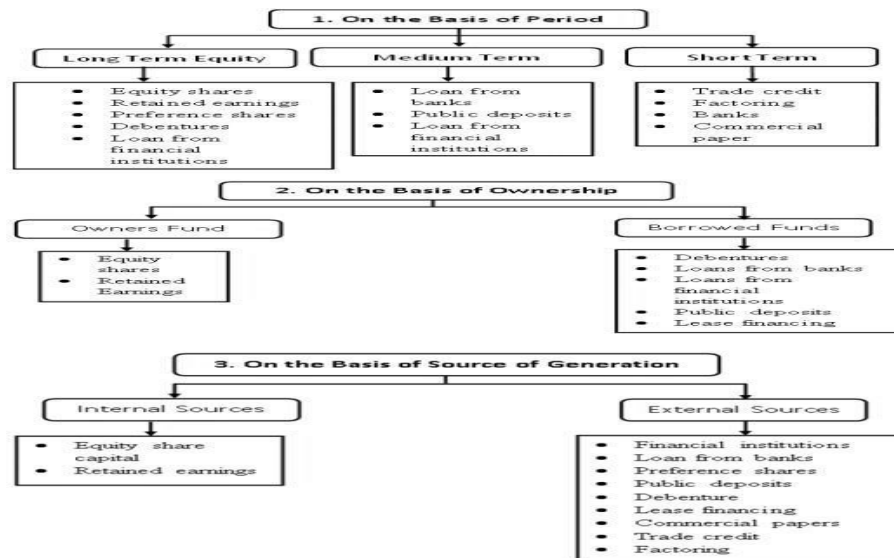 1. On the Basis of Period
Long Term Equity
Medium Term
Short Term
• Equity shares
• Retained earnings
• Preference shares
• Debentures
• Loan from
financial
institutions
• Loan from
banks
• Public deposits
• Loan from
financial
institutions
• Trade credit
• Factoring
• Banks
• Commercial
paper
2. On the Basis of Ownership
Owners Fund
Borrowed Funds
• Equity
shares
• Retained
Earnings
• Debentures
• Loans from banks
• Loans from
financial
institutions
• Public deposits
• Lease financing
3. On the Basis of Source of Generation
Internal Sources
External Sources
• Equity share
capital
• Retained earnings
• Financial institutions
• Loan from banks
• Preference shares
• Public deposits
• Debenture
• Lease financing
• Commercial papers
• Trade credit
• Factoring